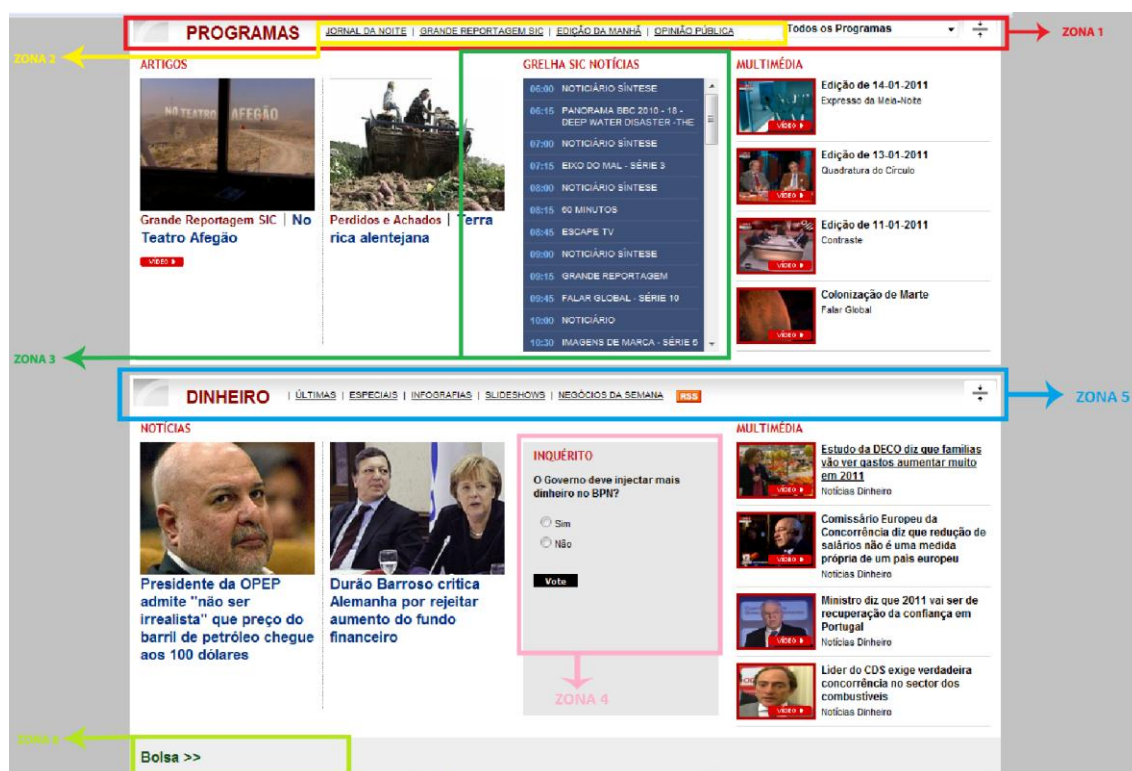 PROGRAMAS JORNAL DA NOITE | GRANDE REPORTAGEM SIC | EDIÇÃO DA MANHÃ | OPINIÃO PÚBLICA Todos os Programas
ZONA 1
ZONA 2
ARTIGOS
NO TEATRO AFEGÃO
Grande Reportagem SIC | No
Teatro Afegão
VÍDEO
Perdidos e Achados | Terra
rica alentejana
GRELHA SIC NOTÍCIAS
06:00 NOTICIÁRIO SÍNTESE
06:15 PANORAMA BBC 2010 - 18 -
DEEP WATER DISASTER -THE
07:00 NOTICIÁRIO SÍNTESE
07:15 EIXO DO MAL - SÉRIE 3
08:00 NOTICIÁRIO SÍNTESE
08:15 60 MINUTOS
08:45 ESCAPE TV
09:00 NOTICIÁRIO SÍNTESE
09:15 GRANDE REPORTAGEM
09:45 FALAR GLOBAL - SÉRIE 10
10:00 NOTICIÁRIO
10:30 IMAGENS DE MARCA - SÉRIE 6
MULTIMÉDIA
Edição de 14-01-2011
Expresso da Meia-Noite
VÍDEO
Edição de 13-01-2011
Quadratura do Círculo
VÍDEO
Edição de 11-01-2011
Contraste
VÍDEO
Colonização de Marte
Falar Global
VÍDEO
ZONA 3
DINHEIRO | ÚLTIMAS | ESPECIAIS | INFOGRAFIAS | SLIDESHOWS | NEGÓCIOS DA SEMANA RSS
ZONA 5
NOTÍCIAS
Presidente da OPEP
admite "não ser
irrealista" que preço do
barril de petróleo chegue
aos 100 dólares
Durão Barroso critica
Alemanha por rejeitar
aumento do fundo
financeiro
INQUÉRITO
O Governo deve injectar mais
dinheiro no BPN?
Sim
Não
Vote
ZONA 4
MULTIMÉDIA
Estudo da DECO diz que famílias
vão ver gastos aumentar muito
em 2011
Notícias Dinheiro
VÍDEO
Comissário Europeu da
Concorrência diz que redução de
salários não é uma medida
própria de um país europeu
Notícias Dinheiro
VÍDEO
Ministro diz que 2011 vai ser de
recuperação da confiança em
Portugal
Notícias Dinheiro
VÍDEO
Líder do CDS exige verdadeira
concorrência no sector dos
combustíveis
Notícias Dinheiro
VÍDEO
Bolsa >>